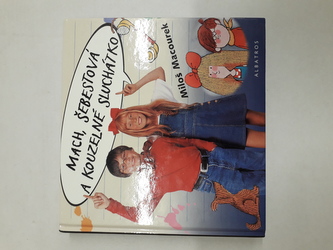 MACH, ŠEBESTOVÁ
A KOUZELNÉ SLUCHÁTKO
Miloš Macourek
ALBATROS